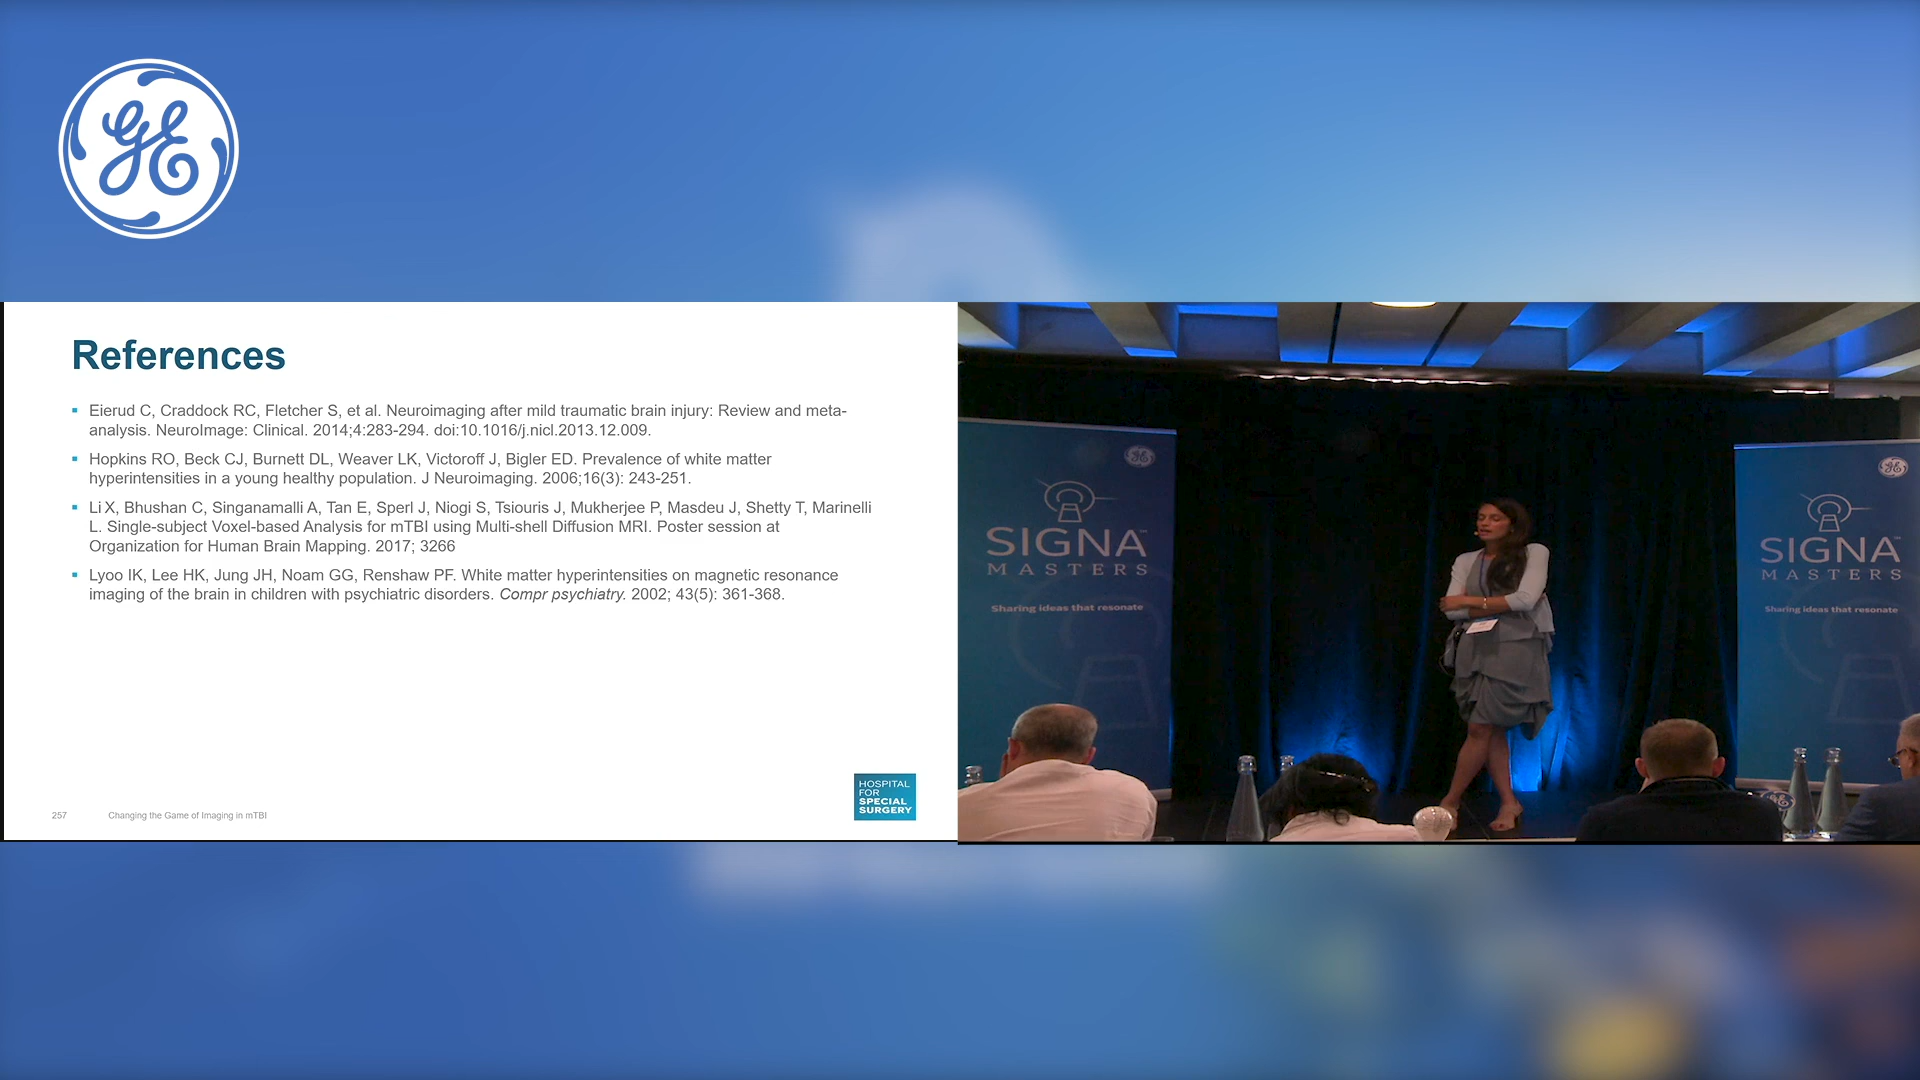 GE
References
▪ Eierud C, Craddock RC, Fletcher S, et al. Neuroimaging after mild traumatic brain injury: Review and meta-
analysis. NeuroImage: Clinical. 2014;4:283-294. doi:10.1016/j.nicl.2013.12.009.
▪ Hopkins RO, Beck CJ, Burnett DL, Weaver LK, Victoroff J, Bigler ED. Prevalence of white matter
hyperintensities in a young healthy population. J Neuroimaging. 2006;16(3): 243-251.
▪ Li X, Bhushan C, Singanamalli A, Tan E, Sperl J, Niogi S, Tsiouris J, Mukherjee P, Masdeu J, Shetty T, Marinelli
L. Single-subject Voxel-based Analysis for mTBI using Multi-shell Diffusion MRI. Poster session at
Organization for Human Brain Mapping. 2017; 3266
▪ Lyoo IK, Lee HK, Jung JH, Noam GG, Renshaw PF. White matter hyperintensities on magnetic resonance
imaging of the brain in children with psychiatric disorders. Compr psychiatry. 2002; 43(5): 361-368.
HOSPITAL
FOR
SPECIAL
SURGERY
257 Changing the Game of Imaging in mTBI
GE
SIGNA™
MASTERS
Sharing ideas that resonate
GE
SIGNA™
MASTERS
Sharing ideas that resonate